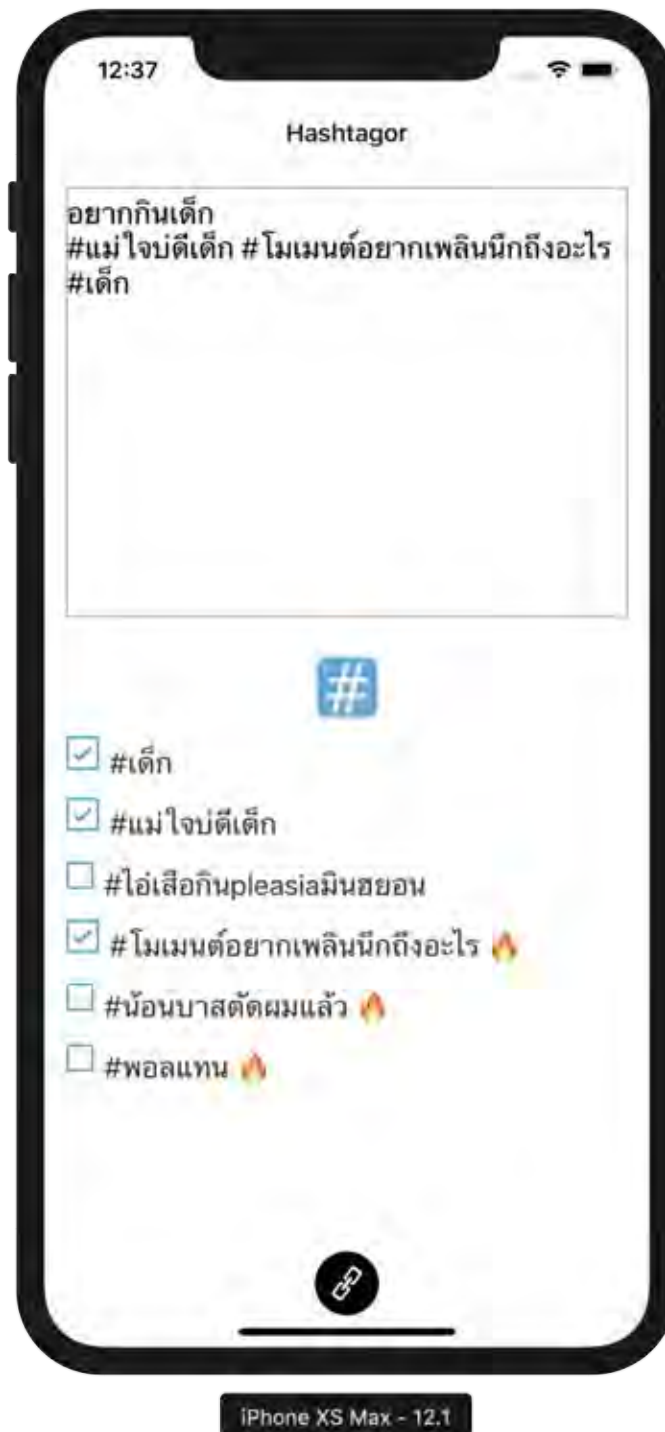 12:37
Hashtagor
อยากกินเด็ก
#แม่ใจบ่ดีเด็ก #โมเมนต์อยากเพลินนึกถึงอะไร
#เด็ก
#
#เด็ก
#แม่ใจบ่ดีเด็ก
#ไอ่เสือกินpleasiaมินฮยอน
#โมเมนต์อยากเพลินนึกถึงอะไร 🔥
#น้อนบาสตัดผมแล้ว 🔥
#พอลแทน 🔥
iPhone XS Max - 12.1